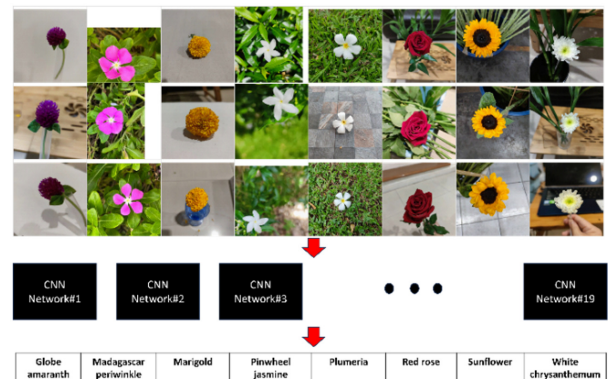 CNN
Network#1
CNN
Network#2
CNN
Network#3
CNN
Network#19
Globe
amaranth
Madagascar
periwinkle
Marigold
Pinwheel
jasmine
Plumeria
Red rose
Sunflower
White
chrysanthemum